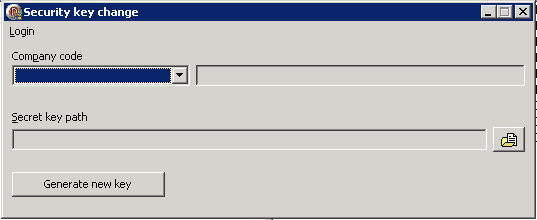 Security key change
Login
Company code
Secret key path
Generate new key